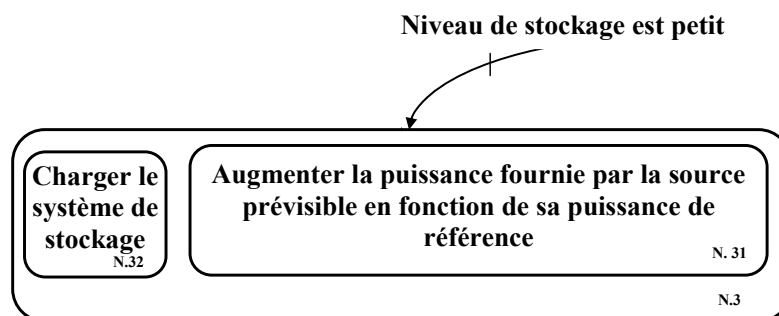 Niveau de stockage est petit
Charger le
système de
stockage
N.32
Augmenter la puissance fournie par la source
prévisible en fonction de sa puissance de
référence
N. 31
N.3